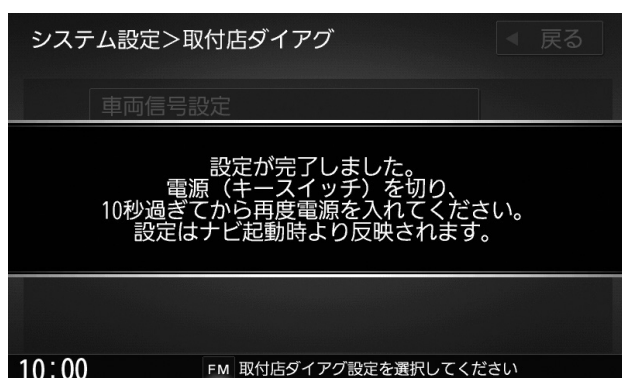 システム設定＞取付店ダイアグ
◀ 戻る
車両信号設定
設定が完了しました。
電源（キースイッチ）を切り、
10秒過ぎてから再度電源を入れてください。
設定はナビ起動時より反映されます。
10:00
FM 取付店ダイアグ設定を選択してください